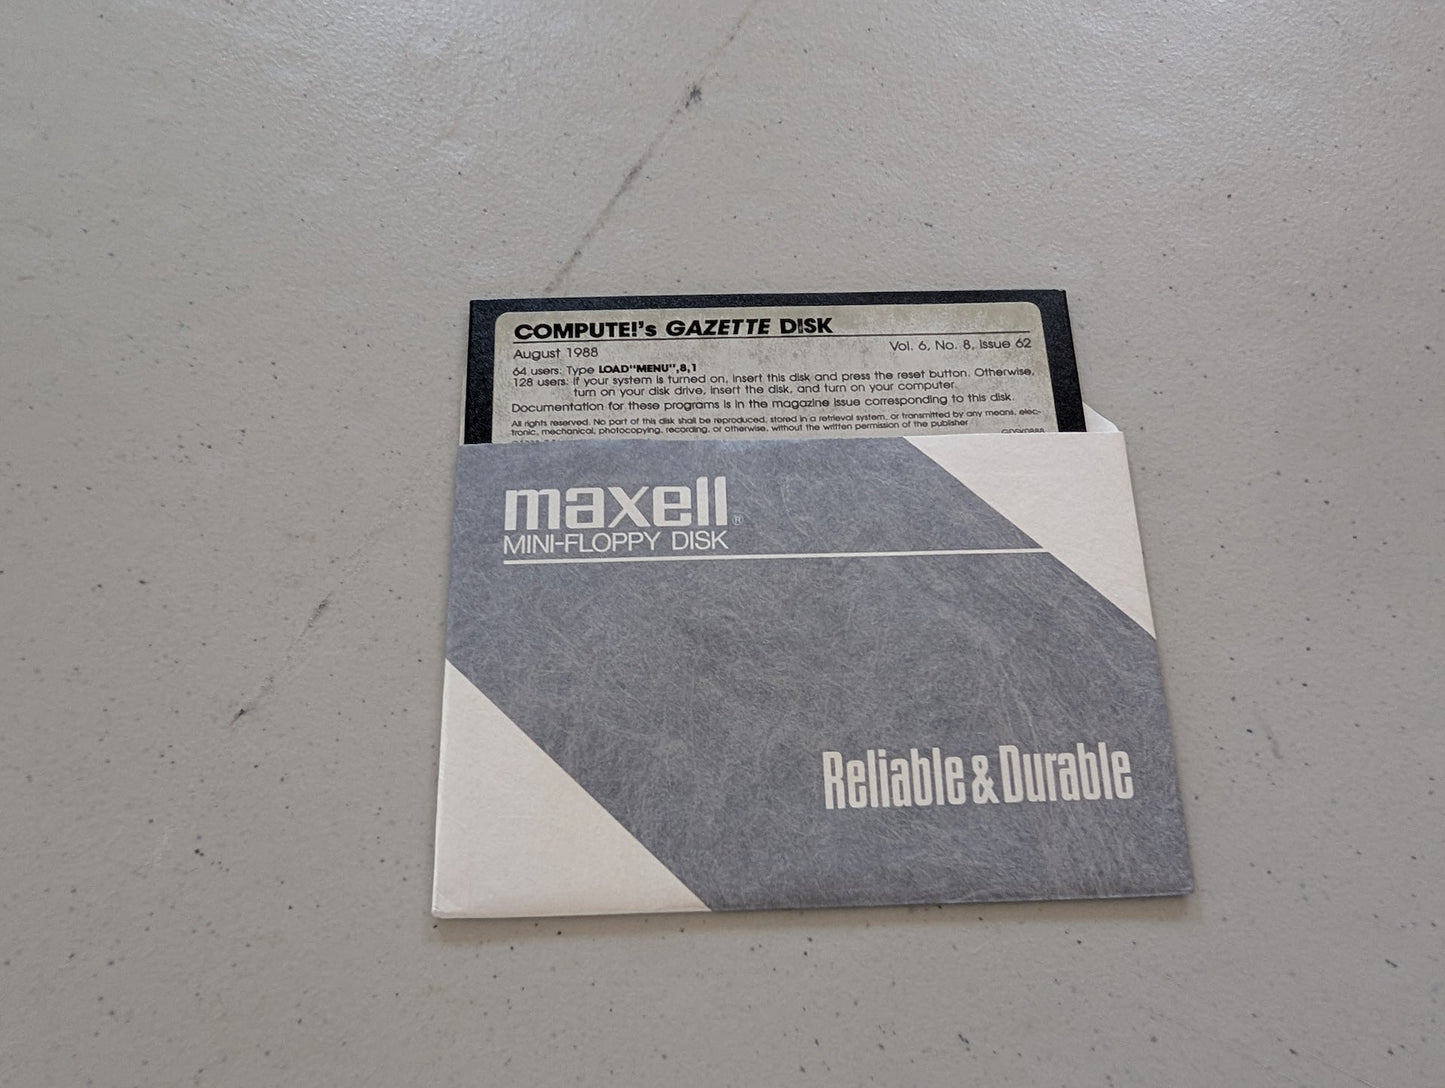 COMPUTE!'s GAZETTE DISK
August 1988 Vol. 6, No. 8, Issue 62
64 users: Type LOAD"MENU",8,1
128 users: If your system is turned on, insert this disk and press the reset button. Otherwise,
turn on your disk drive, insert the disk, and turn on your computer.
Documentation for these programs is in the magazine issue corresponding to this disk.
All rights reserved. No part of this disk shall be reproduced, stored in a retrieval system, or transmitted by any means, elec-
tronic, mechanical, photocopying, recording, or otherwise, without the written permission of the publisher
maxell®
MINI-FLOPPY DISK
Reliable & Durable